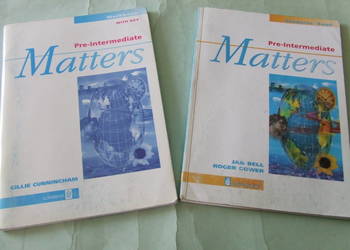 WITH KEY
Pre-Intermediate
Matters
GILLIE CUNNINGHAM
Pre-Intermediate
Matters
JAN BELL
ROGER GOWER